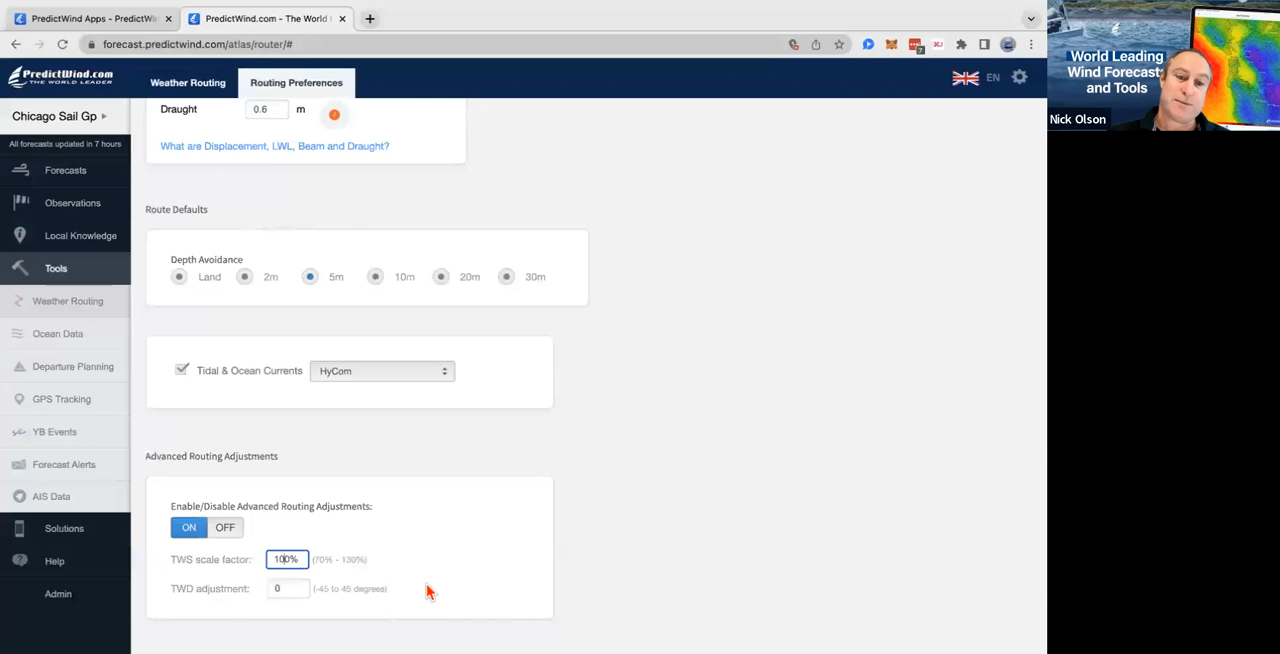 PredictWind Apps - PredictWi
PredictWind.com - The World
forecast.predictwind.com/atlas/router/#
7
PredictWind.com
THE WORLD LEADER
Weather Routing
Routing Preferences
EN
Chicago Sail Gp
All forecasts updated in 7 hours
Forecasts
Observations
Local Knowledge
Tools
Weather Routing
Ocean Data
Departure Planning
GPS Tracking
YB Events
Forecast Alerts
AIS Data
Solutions
Help
Admin
Draught 0.6 m
What are Displacement, LWL, Beam and Draught?
Route Defaults
Depth Avoidance
Land 2m 5m 10m 20m 30m
Tidal & Ocean Currents HyCom
Advanced Routing Adjustments
Enable/Disable Advanced Routing Adjustments:
ON OFF
TWS scale factor: 100% (70% - 130%)
TWD adjustment: 0 (-45 to 45 degrees)
World Leading
Wind Forecast
and Tools
Nick Olson